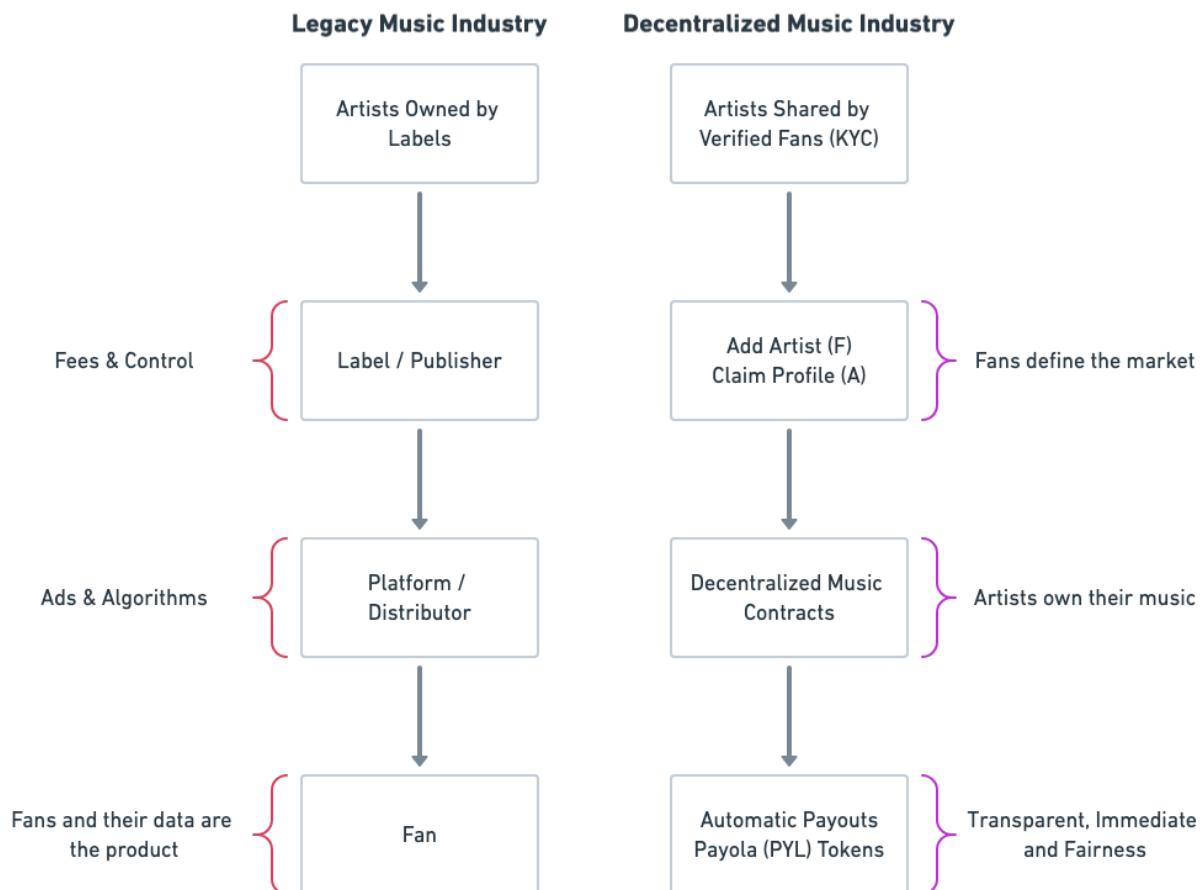 Legacy Music Industry
Decentralized Music Industry
Artists Owned by
Labels
Artists Shared by
Verified Fans (KYC)
Fees & Control
Label / Publisher
Add Artist (F)
Claim Profile (A)
Fans define the market
Ads & Algorithms
Platform /
Distributor
Decentralized Music
Contracts
Artists own their music
Fans and their data are
the product
Fan
Automatic Payouts
Payola (PYL) Tokens
Transparent, Immediate
and Fairness